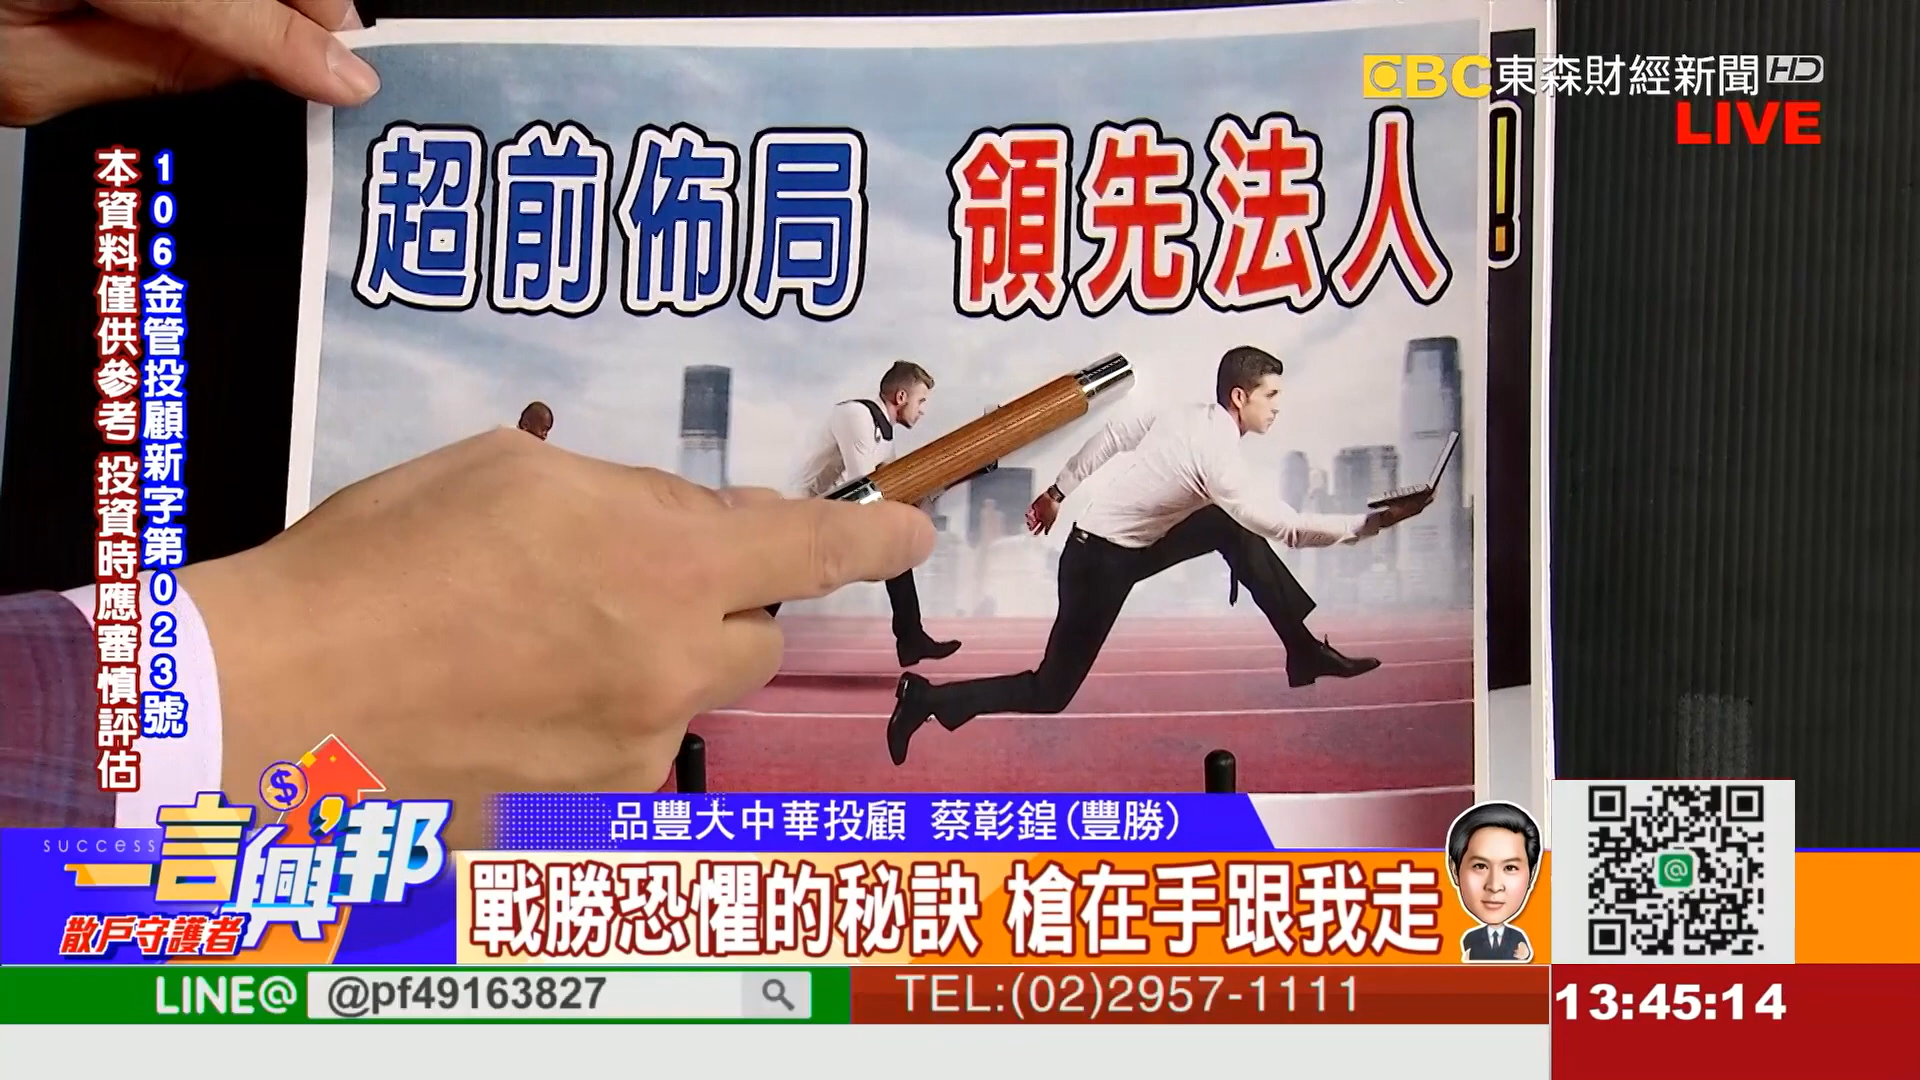 EBC東森財經新聞HD
LIVE
超前佈局 領先法人
!
106金管投顧新字第023號
本資料僅供參考 投資時應審慎評估
$
success
一言興邦
散戶守護者
品豐大中華投顧 蔡彰鍠(豐勝)
戰勝恐懼的秘訣 槍在手跟我走
LINE@ @pf49163827
TEL:(02)2957-1111
13:45:14